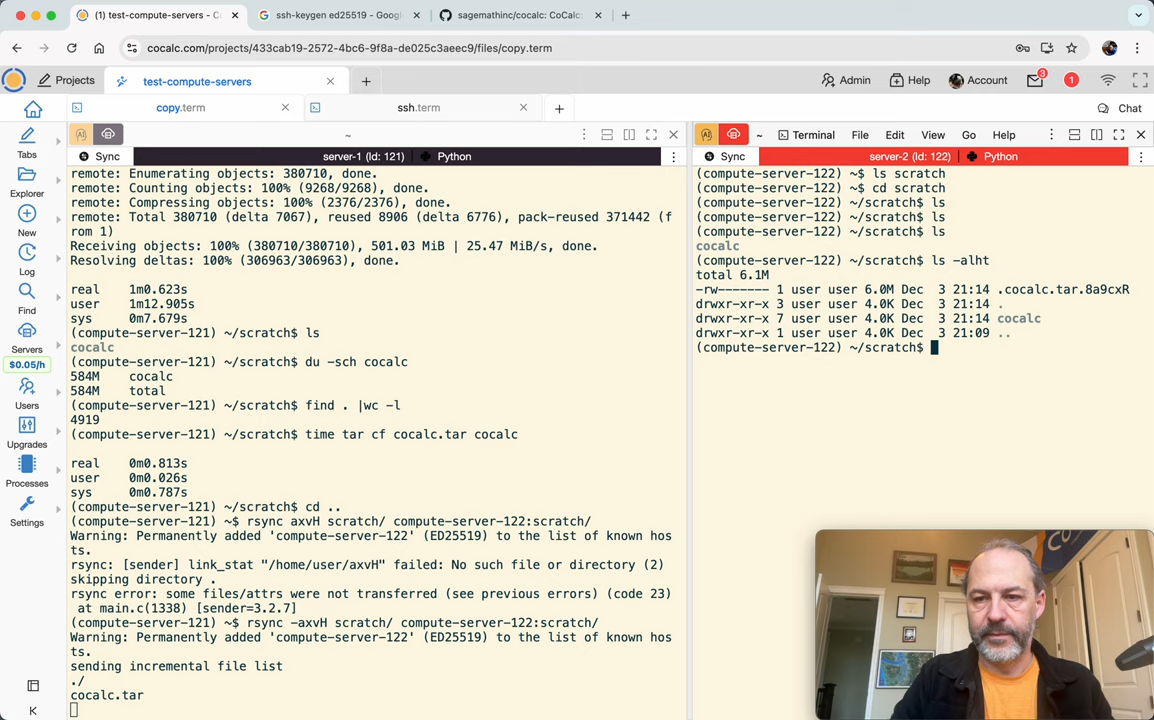 (1) test-compute-servers - C
ssh-keygen ed25519 - Goog
sagemathinc/cocalc: CoCalc
cocalc.com/projects/433cab19-2572-4bc6-9f8a-de025c3aeec9/files/copy.term
Projects
test-compute-servers
Admin
Help
Account
3
1
copy.term
ssh.term
Chat
Tabs
Explorer
New
Log
Find
Servers
$0.05/h
Users
Upgrades
Processes
Settings
~
Sync
server-1 (Id: 121)
Python
remote: Enumerating objects: 380710, done.
remote: Counting objects: 100% (9268/9268), done.
remote: Compressing objects: 100% (2376/2376), done.
remote: Total 380710 (delta 7067), reused 8906 (delta 6776), pack-reused 371442 (f
rom 1)
Receiving objects: 100% (380710/380710), 501.03 MiB | 25.47 MiB/s, done.
Resolving deltas: 100% (306963/306963), done.
real 1m0.623s
user 1m12.905s
sys 0m7.679s
(compute-server-121) ~/scratch$ ls
cocalc
(compute-server-121) ~/scratch$ du -sch cocalc
584M cocalc
584M total
(compute-server-121) ~/scratch$ find . |wc -l
4919
(compute-server-121) ~/scratch$ time tar cf cocalc.tar cocalc
real 0m0.813s
user 0m0.026s
sys 0m0.787s
(compute-server-121) ~/scratch$ cd ..
(compute-server-121) ~$ rsync axvH scratch/ compute-server-122:scratch/
Warning: Permanently added 'compute-server-122' (ED25519) to the list of known hos
ts.
rsync: [sender] link_stat "/home/user/axvH" failed: No such file or directory (2)
skipping directory .
rsync error: some files/attrs were not transferred (see previous errors) (code 23)
at main.c(1338) [sender=3.2.7]
(compute-server-121) ~$ rsync -axvH scratch/ compute-server-122:scratch/
Warning: Permanently added 'compute-server-122' (ED25519) to the list of known hos
ts.
sending incremental file list
./
cocalc.tar
~ Terminal File Edit View Go Help
Sync
server-2 (Id: 122)
Python
(compute-server-122) ~$ ls scratch
(compute-server-122) ~$ cd scratch
(compute-server-122) ~/scratch$ ls
(compute-server-122) ~/scratch$ ls
(compute-server-122) ~/scratch$ ls
cocalc
(compute-server-122) ~/scratch$ ls -alht
total 6.1M
-rw------- 1 user user 6.0M Dec 3 21:14 .cocalc.tar.8a9cxR
drwxr-xr-x 3 user user 4.0K Dec 3 21:14 .
drwxr-xr-x 7 user user 4.0K Dec 3 21:14 cocalc
drwxr-xr-x 1 user user 4.0K Dec 3 21:09 ..
(compute-server-122) ~/scratch$